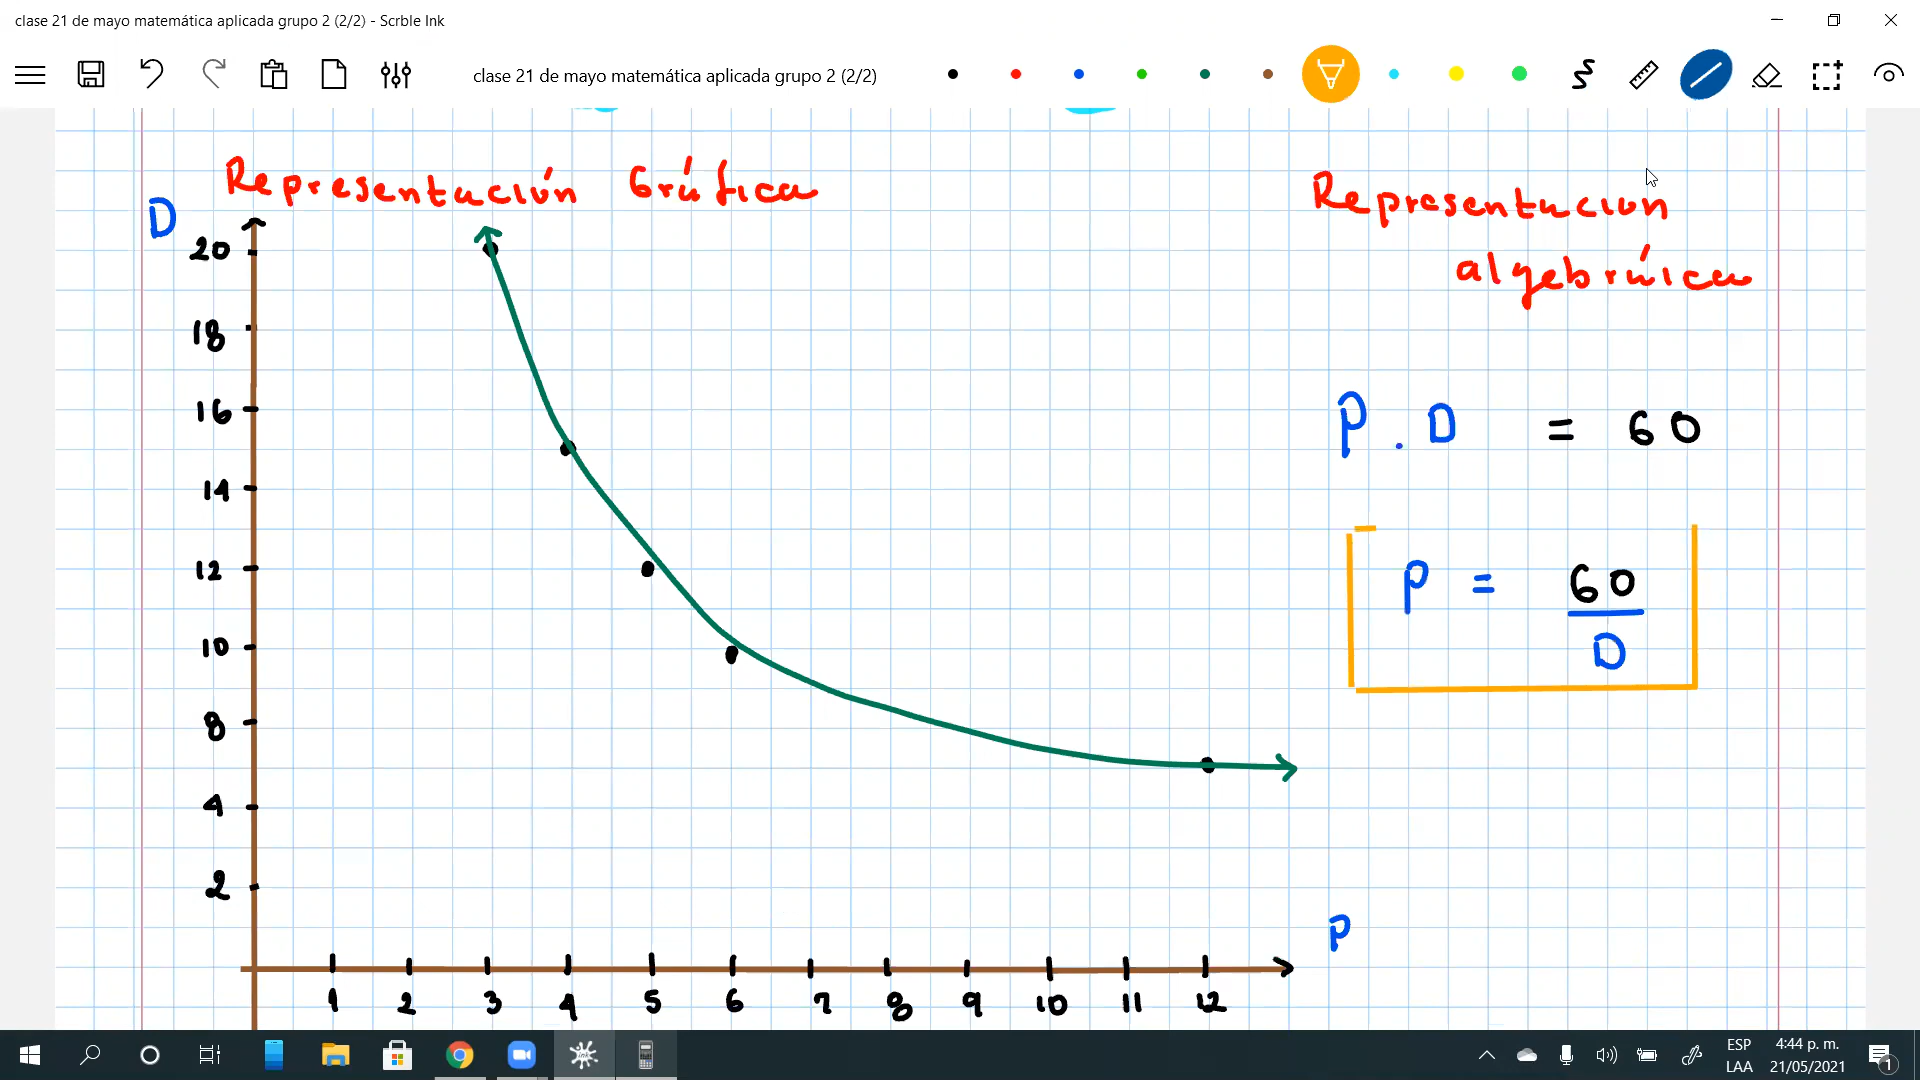 clase 21 de mayo matemática aplicada grupo 2 (2/2) - Scrble Ink
clase 21 de mayo matemática aplicada grupo 2 (2/2)
Representación Gráfica
Representacion
algebráica
D
20
18
16
14
12
10
8
4
2
P . D = 60
P = 60
D
P
1 2 3 4 5 6 7 8 9 10 11 12
ESP
LAA
4:44 p. m.
21/05/2021
1